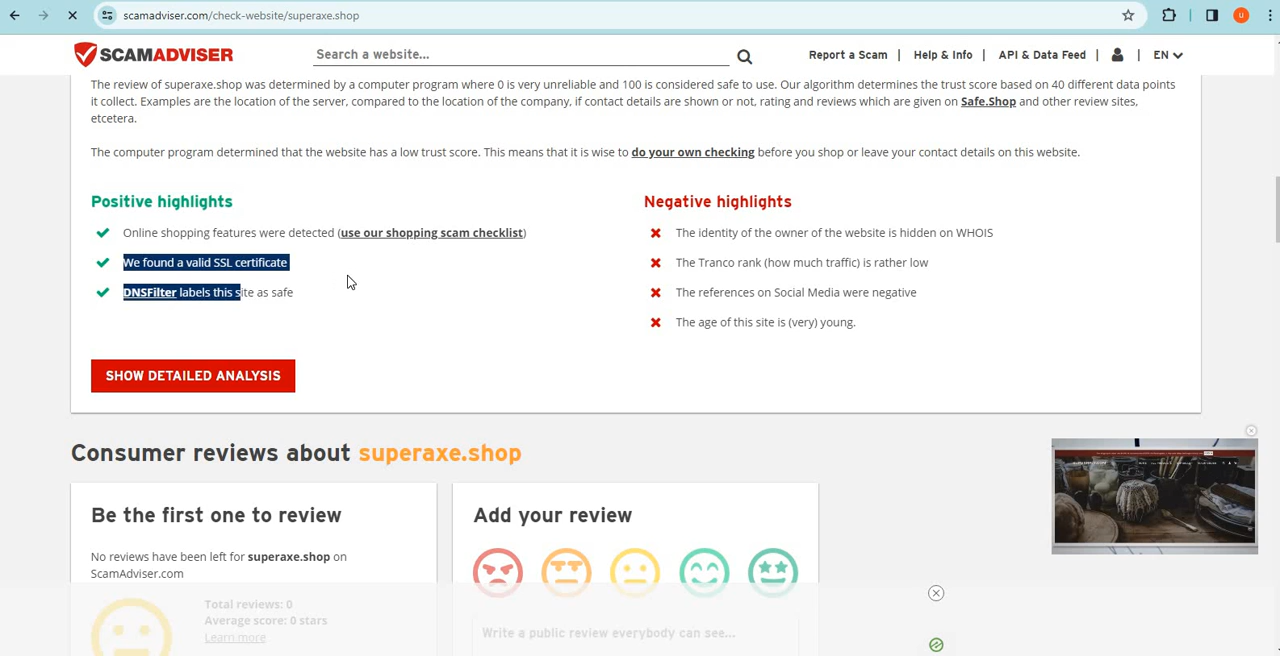 scamadviser.com/check-website/superaxe.shop
u
SCAMADVISER
Search a website...
Report a Scam | Help & Info | API & Data Feed | | EN
The review of superaxe.shop was determined by a computer program where 0 is very unreliable and 100 is considered safe to use. Our algorithm determines the trust score based on 40 different data points
it collect. Examples are the location of the server, compared to the location of the company, if contact details are shown or not, rating and reviews which are given on Safe.Shop and other review sites,
etcetera.
The computer program determined that the website has a low trust score. This means that it is wise to do your own checking before you shop or leave your contact details on this website.
Positive highlights
Online shopping features were detected (use our shopping scam checklist)
We found a valid SSL certificate
DNSFilter labels this site as safe
Negative highlights
The identity of the owner of the website is hidden on WHOIS
The Tranco rank (how much traffic) is rather low
The references on Social Media were negative
The age of this site is (very) young.
SHOW DETAILED ANALYSIS
Consumer reviews about superaxe.shop
Be the first one to review
No reviews have been left for superaxe.shop on
ScamAdviser.com
Total reviews: 0
Average score: 0 stars
Learn more
Add your review
Write a public review everybody can see...